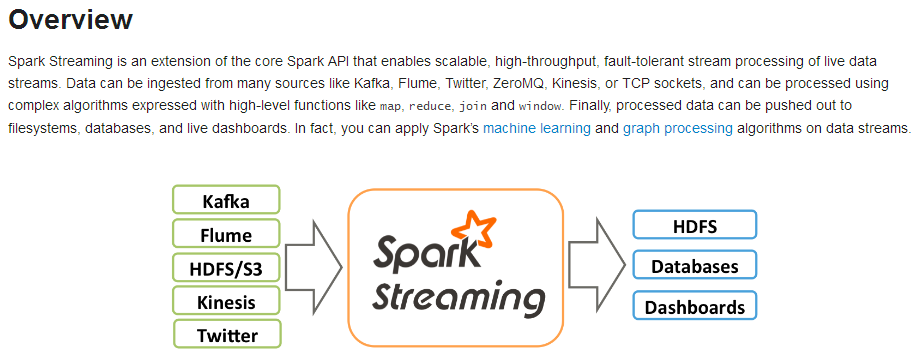 Overview
Spark Streaming is an extension of the core Spark API that enables scalable, high-throughput, fault-tolerant stream processing of live data
streams. Data can be ingested from many sources like Kafka, Flume, Twitter, ZeroMQ, Kinesis, or TCP sockets, and can be processed using
complex algorithms expressed with high-level functions like map, reduce, join and window. Finally, processed data can be pushed out to
filesystems, databases, and live dashboards. In fact, you can apply Spark's machine learning and graph processing algorithms on data streams.
Kafka
Flume
HDFS/S3
Kinesis
Twitter
Spark
Streaming
HDFS
Databases
Dashboards